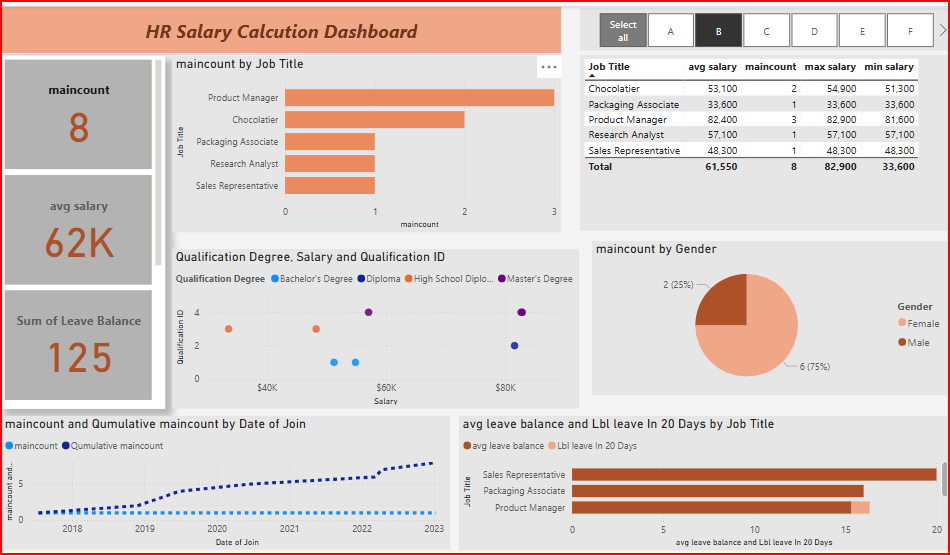 HR Salary Calcution Dashboard
Select all
A
B
C
D
E
F
maincount
8
avg salary
62K
Sum of Leave Balance
125
maincount by Job Title
Job Title
Product Manager
Chocolatier
Packaging Associate
Research Analyst
Sales Representative
0 1 2 3
maincount
Job Title avg salary maincount max salary min salary
Chocolatier 53,100 2 54,900 51,300
Packaging Associate 33,600 1 33,600 33,600
Product Manager 82,400 3 82,900 81,600
Research Analyst 57,100 1 57,100 57,100
Sales Representative 48,300 1 48,300 48,300
Total 61,550 8 82,900 33,600
Qualification Degree, Salary and Qualification ID
Qualification Degree Bachelor's Degree Diploma High School Diplo... Master's Degree
Qualification ID
4
2
0
$40K $60K $80K
Salary
maincount by Gender
2 (25%)
6 (75%)
Gender
Female
Male
maincount and Qumulative maincount by Date of Join
maincount Qumulative maincount
maincount and...
5
0
2018 2019 2020 2021 2022 2023
Date of Join
avg leave balance and Lbl leave In 20 Days by Job Title
avg leave balance Lbl leave In 20 Days
Job Title
Sales Representative
Packaging Associate
Product Manager
0 5 10 15 20
avg leave balance and Lbl leave In 20 Days